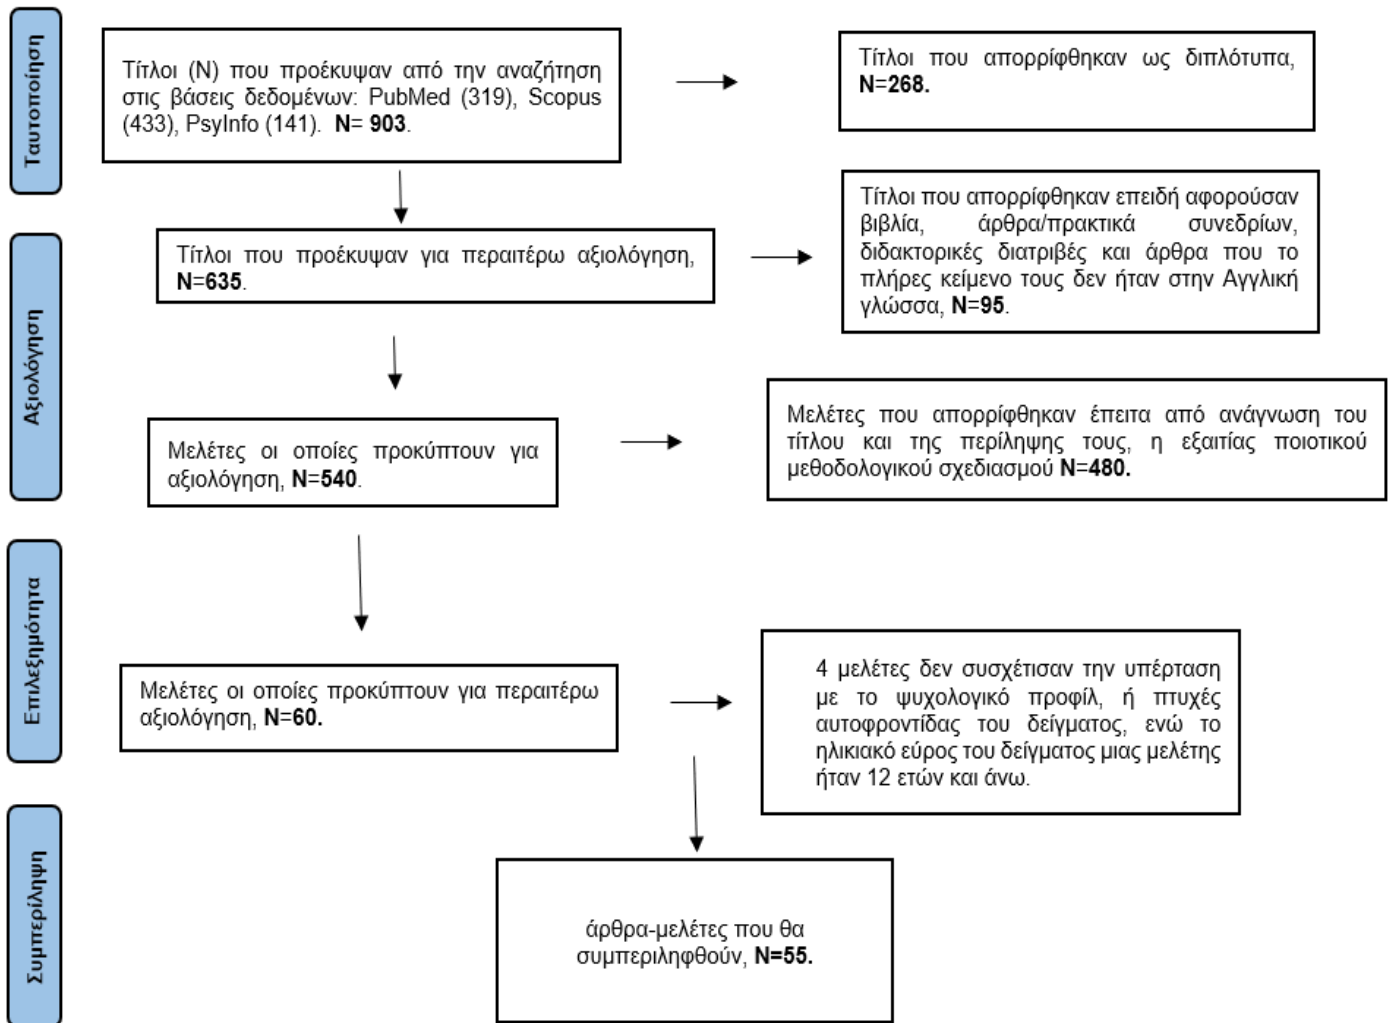 Ταυτοποίηση
Τίτλοι (Ν) που προέκυψαν από την αναζήτηση
στις βάσεις δεδομένων: PubMed (319), Scopus
(433), PsyInfo (141). N= 903.
Τίτλοι που απορρίφθηκαν ως διπλότυπα,
N=268.
Αξιολόγηση
Τίτλοι που προέκυψαν για περαιτέρω αξιολόγηση,
N=635.
Τίτλοι που απορρίφθηκαν επειδή αφορούσαν
βιβλία, άρθρα/πρακτικά συνεδρίων,
διδακτορικές διατριβές και άρθρα που το
πλήρες κείμενο τους δεν ήταν στην Αγγλική
γλώσσα, N=95.
Μελέτες οι οποίες προκύπτουν για
αξιολόγηση, N=540.
Μελέτες που απορρίφθηκαν έπειτα από ανάγνωση του
τίτλου και της περίληψης τους, η εξαιτίας ποιοτικού
μεθοδολογικού σχεδιασμού N=480.
Επιλεξημότητα
Μελέτες οι οποίες προκύπτουν για περαιτέρω
αξιολόγηση, N=60.
4 μελέτες δεν συσχέτισαν την υπέρταση
με το ψυχολογικό προφίλ, ή πτυχές
αυτοφροντίδας του δείγματος, ενώ το
ηλικιακό εύρος του δείγματος μιας μελέτης
ήταν 12 ετών και άνω.
Συμπερίληψη
άρθρα-μελέτες που θα
συμπεριληφθούν, N=55.